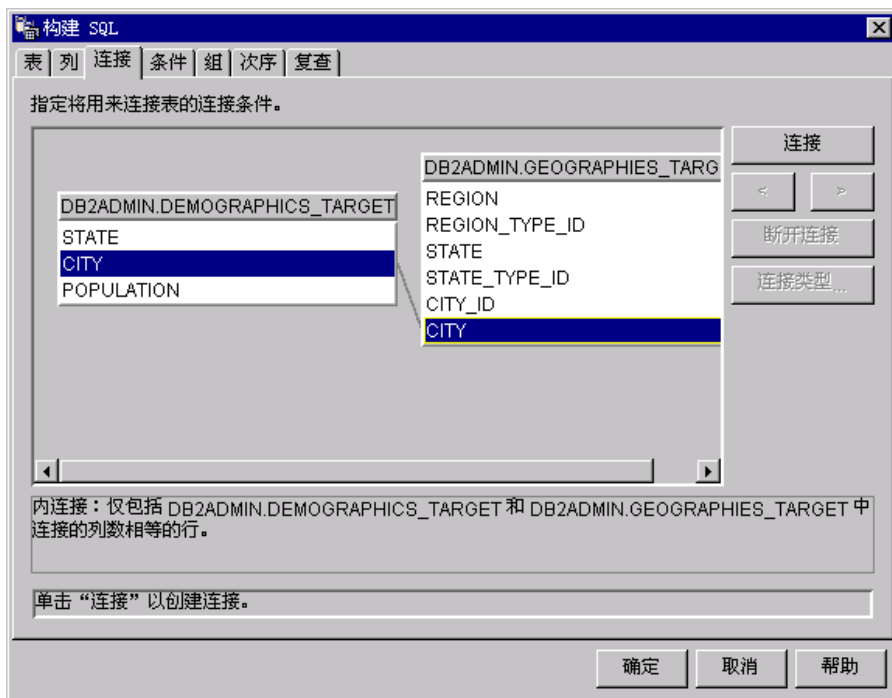 构建 SQL
表 列 连接 条件 组 次序 复查
指定将用来连接表的连接条件。
DB2ADMIN.DEMOGRAPHICS_TARGET
STATE
CITY
POPULATION
DB2ADMIN.GEOGRAPHIES_TARG
REGION
REGION_TYPE_ID
STATE
STATE_TYPE_ID
CITY_ID
CITY
连接
< >
断开连接
连接类型...
内连接：仅包括 DB2ADMIN.DEMOGRAPHICS_TARGET 和 DB2ADMIN.GEOGRAPHIES_TARGET 中
连接的列数相等的行。
单击“连接”以创建连接。
确定 取消 帮助